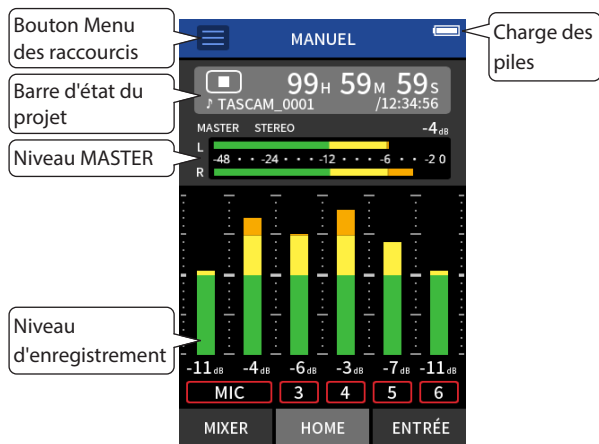 Bouton Menu
des raccourcis
MANUEL
Charge des
piles
Barre d'état du
projet
99H 59M 59S
♪ TASCAM_0001 /12:34:56
MASTER STEREO -4dB
Niveau MASTER
L
-48 · · -24 · · · -12 · · · -6 · · -2 0
R
Niveau
d'enregistrement
-11dB -4dB -6dB -3dB -7dB -11dB
MIC 3 4 5 6
MIXER HOME ENTRÉE